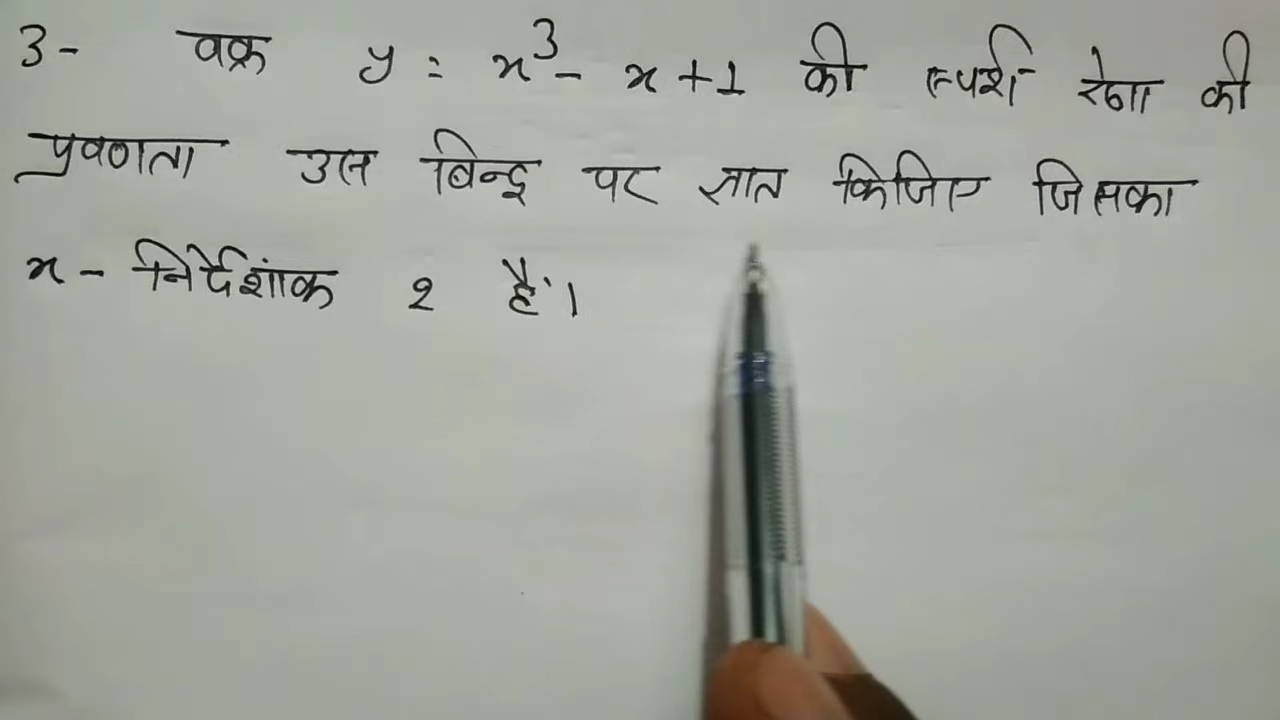 3- वक्र y = x³ - x + 1 की स्पर्श रेखा की
प्रवणता उस बिन्दु पर ज्ञात किजिए जिसका
x - निर्देशांक 2 हैं।